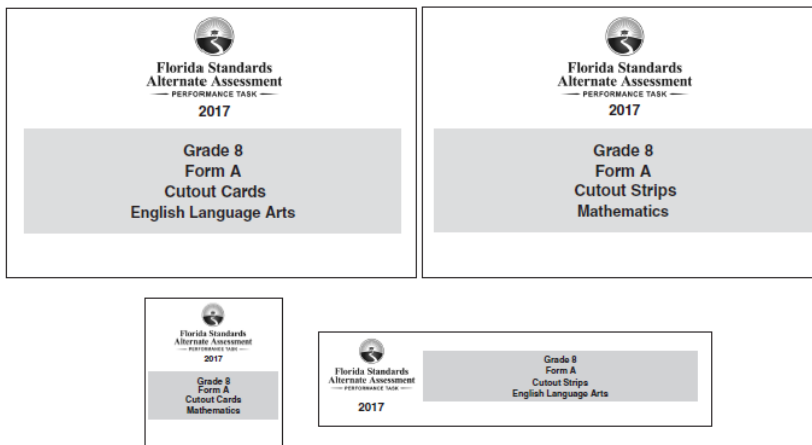 Florida Standards
Alternate Assessment
PERFORMANCE TASK
2017
Grade 8
Form A
Cutout Cards
English Language Arts
Florida Standards
Alternate Assessment
PERFORMANCE TASK
2017
Grade 8
Form A
Cutout Strips
Mathematics
Florida Standards
Alternate Assessment
PERFORMANCE TASK
2017
Grade 8
Form A
Cutout Cards
Mathematics
Florida Standards
Alternate Assessment
PERFORMANCE TASK
2017
Grade 8
Form A
Cutout Strips
English Language Arts